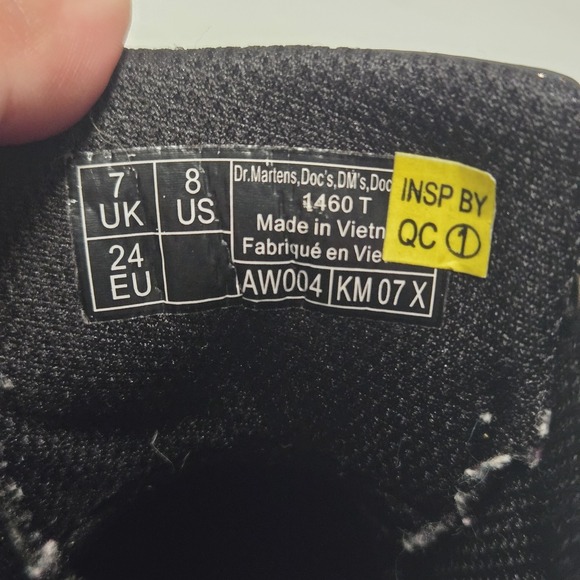 7
UK
8
US
24
EU
Dr.Martens,Doc's,DM's,Doc
1460 T
Made in Vietn
Fabriqué en Vie
AW004
KM 07 X
INSP BY
QC 1